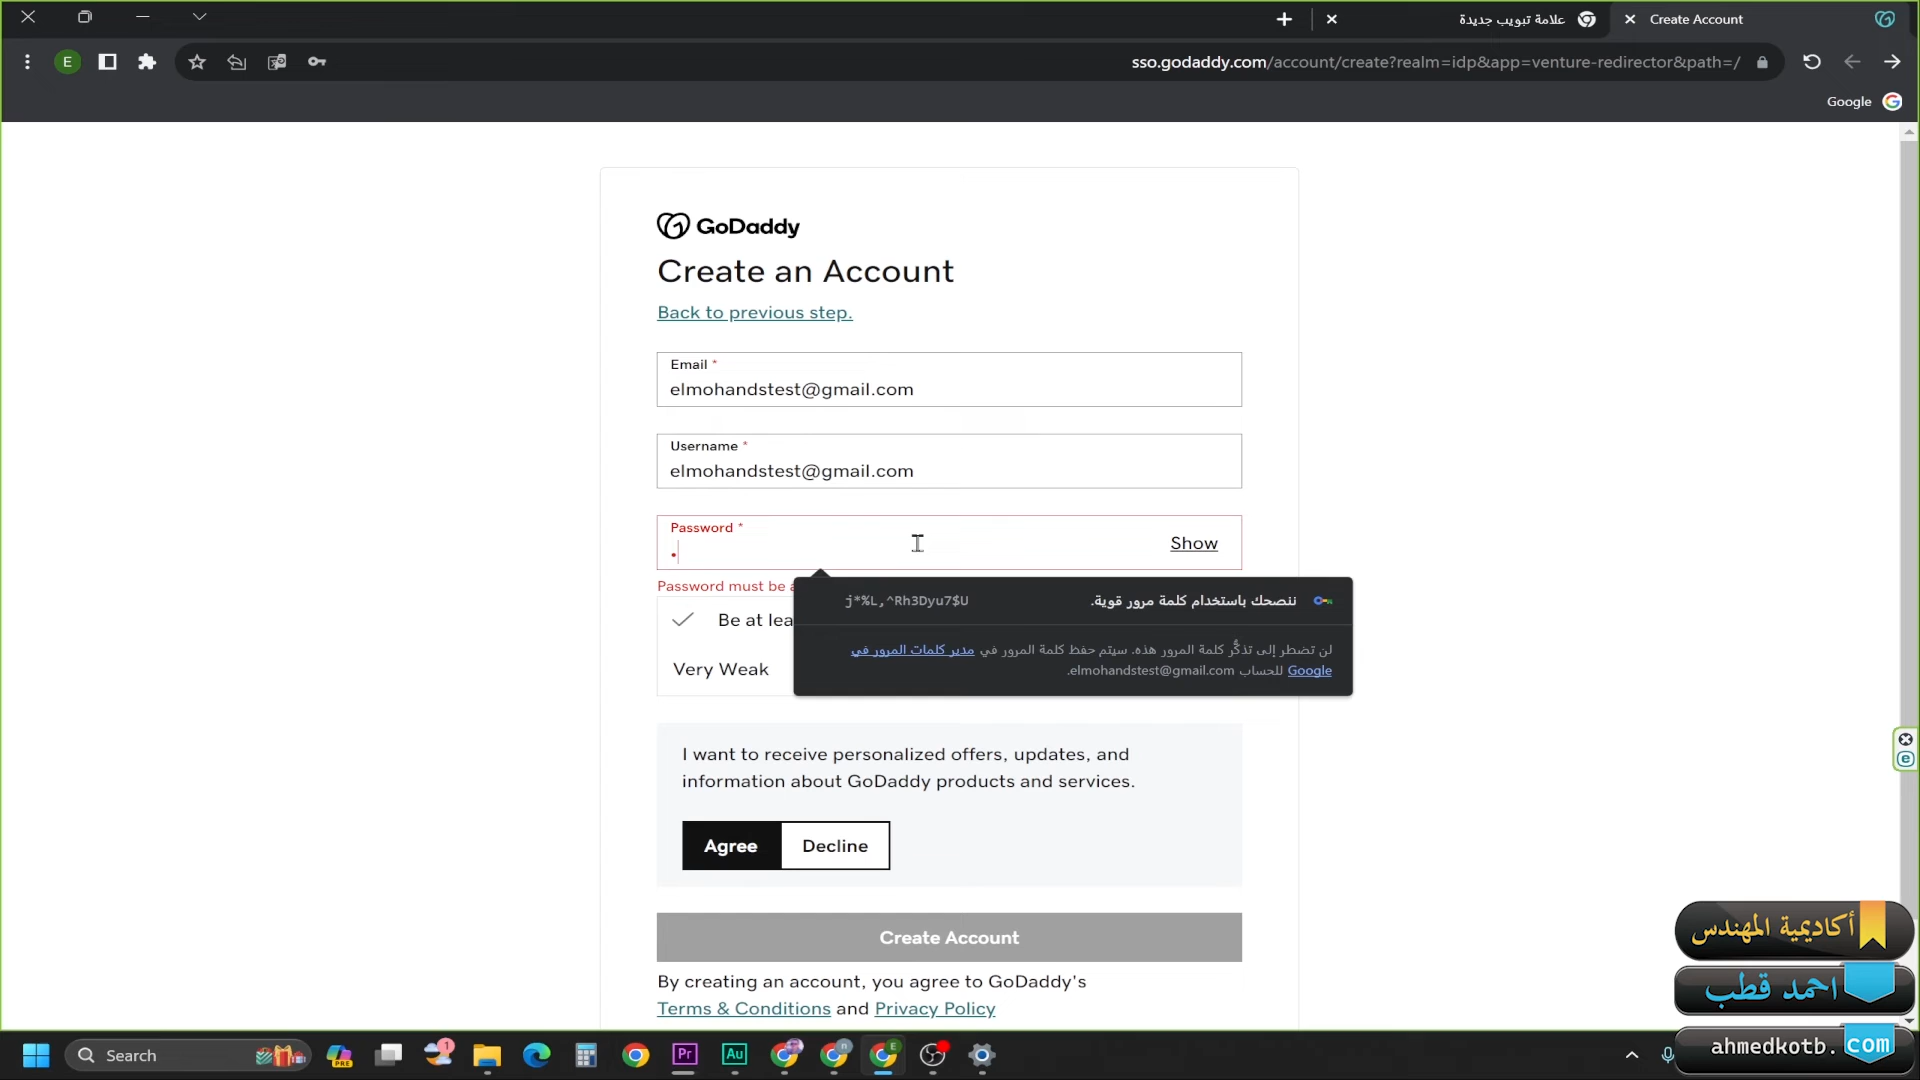 علامة تبويب جديدة
Create Account
E
sso.godaddy.com/account/create?realm=idp&app=venture-redirector&path=/
Google
GoDaddy
Create an Account
Back to previous step.
Email *
elmohandstest@gmail.com
Username *
elmohandstest@gmail.com
Password *
•
Show
Password must be a
ننصحك باستخدام كلمة مرور قوية.
j*%L,^Rh3Dyu7$U
Be at lea
لن تضطر إلى تذكُّر كلمة المرور هذه. سيتم حفظ كلمة المرور في مدير كلمات المرور في
Google للحساب elmohandstest@gmail.com.
Very Weak
I want to receive personalized offers, updates, and
information about GoDaddy products and services.
Agree
Decline
Create Account
By creating an account, you agree to GoDaddy's
Terms & Conditions and Privacy Policy
أكاديمية المهندس
احمد قطب
ahmedkotb.com
Search
PRE
1
Pr
Au
n
E